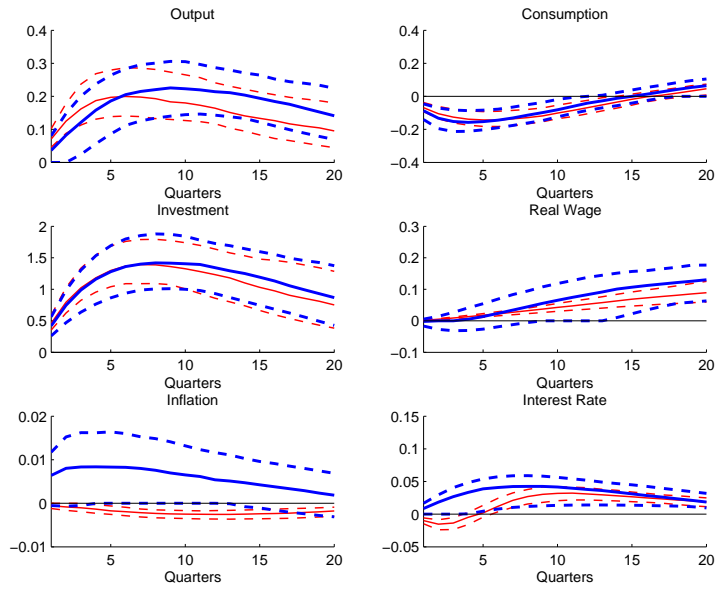 Output
0.4
0.3
0.2
0.1
0
5 10 15 20
Quarters
Consumption
0.4
0.2
0
−0.2
−0.4
5 10 15 20
Quarters
Investment
2
1.5
1
0.5
0
5 10 15 20
Quarters
Real Wage
0.3
0.2
0.1
0
−0.1
5 10 15 20
Quarters
Inflation
0.02
0.01
0
−0.01
5 10 15 20
Quarters
Interest Rate
0.15
0.1
0.05
0
−0.05
5 10 15 20
Quarters